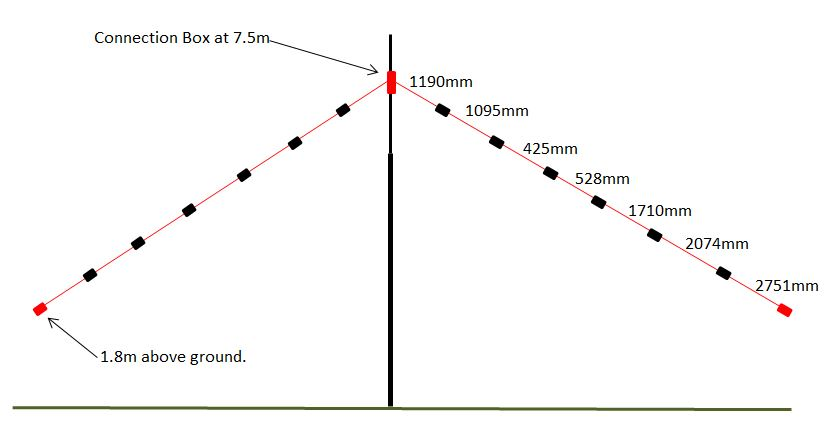 Connection Box at 7.5m
1190mm
1095mm
425mm
528mm
1710mm
2074mm
2751mm
1.8m above ground.